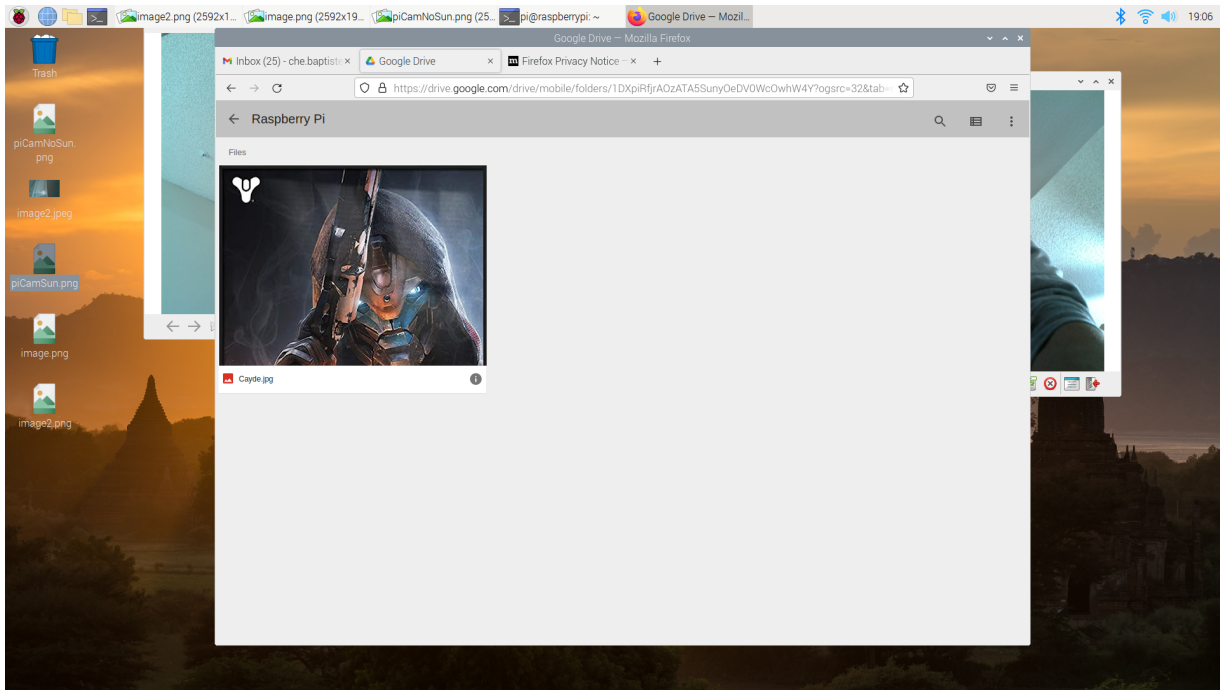 image2.png (2592x1... image.png (2592x19... piCamNoSun.png (25... pi@raspberrypi: ~ Google Drive — Mozil... 19:06
Trash
piCamNoSun.
png
image2.jpeg
piCamSun.png
image.png
image2.png
Google Drive — Mozilla Firefox
Inbox (25) - che.baptist Google Drive Firefox Privacy Notice —
https://drive.google.com/drive/mobile/folders/1DXpiRfjrAOzATA5SunyOeDV0WcOwhW4Y?ogsrc=32&tab=
Raspberry Pi
Files
Cayde.jpg